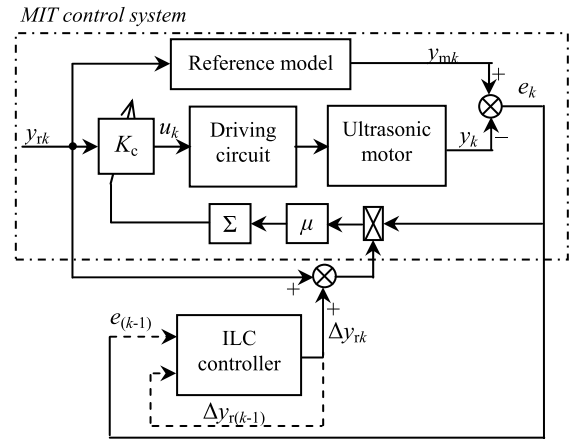 MIT control system
Reference model
y_mk
+
e_k
y_rk
K_c
u_k
Driving
circuit
Ultrasonic
motor
y_k
−
Σ
μ
+
+
e_(k-1)
ILC
controller
Δy_rk
Δy_r(k-1)